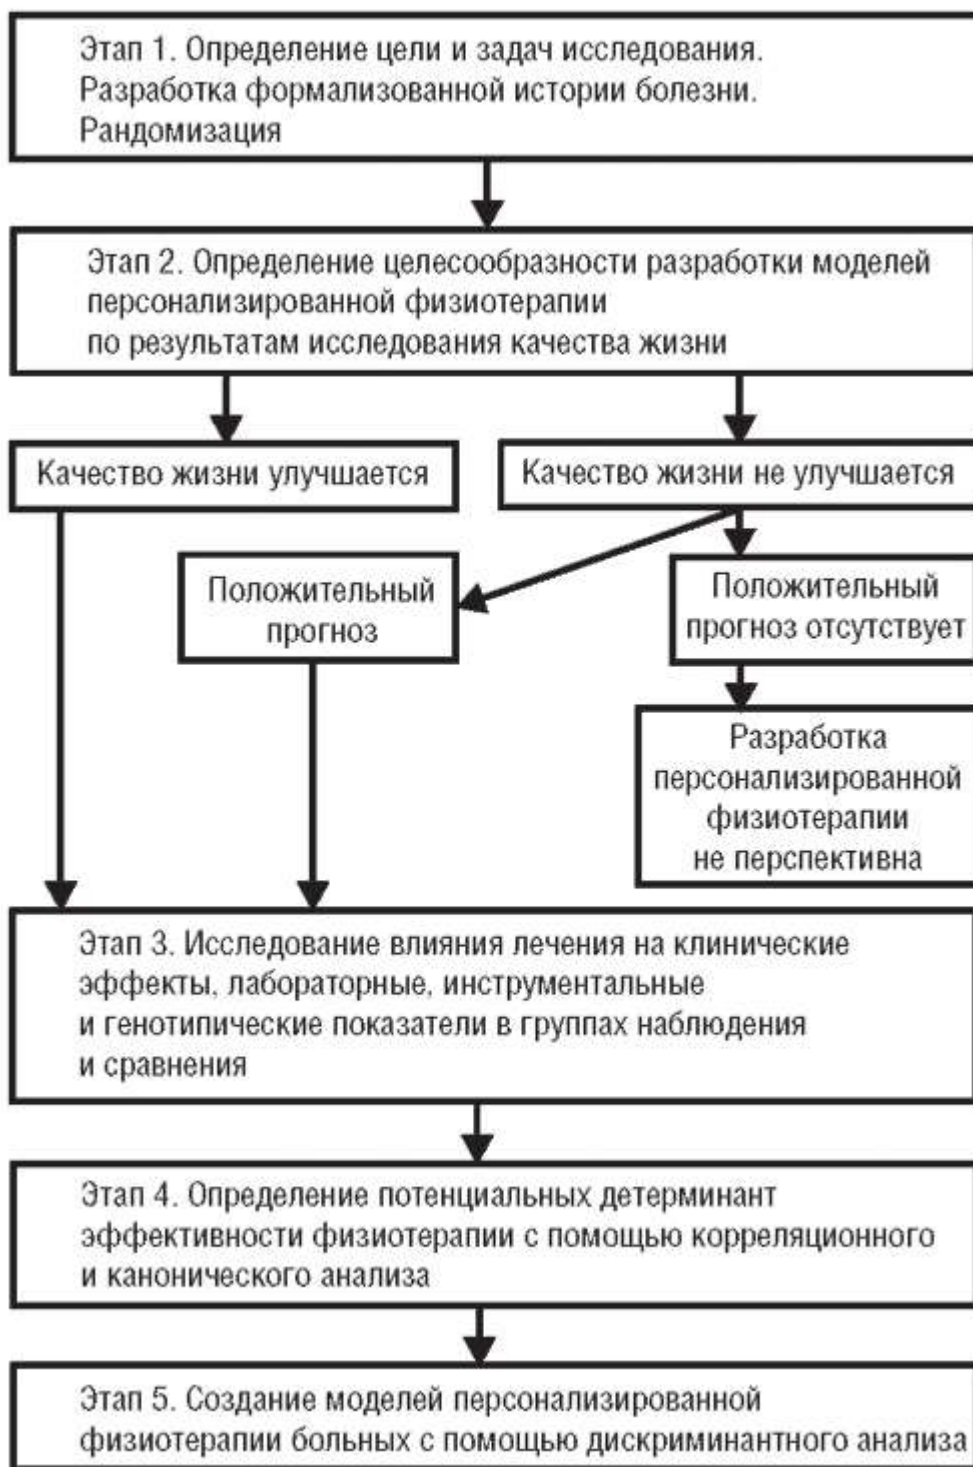 Этап 1. Определение цели и задач исследования.
Разработка формализованной истории болезни.
Рандомизация
Этап 2. Определение целесообразности разработки моделей
персонализированной физиотерапии
по результатам исследования качества жизни
Качество жизни улучшается
Качество жизни не улучшается
Положительный
прогноз
Положительный
прогноз отсутствует
Разработка
персонализированной
физиотерапии
не перспективна
Этап 3. Исследование влияния лечения на клинические
эффекты, лабораторные, инструментальные
и генотипические показатели в группах наблюдения
и сравнения
Этап 4. Определение потенциальных детерминант
эффективности физиотерапии с помощью корреляционного
и канонического анализа
Этап 5. Создание моделей персонализированной
физиотерапии больных с помощью дискриминантного анализа